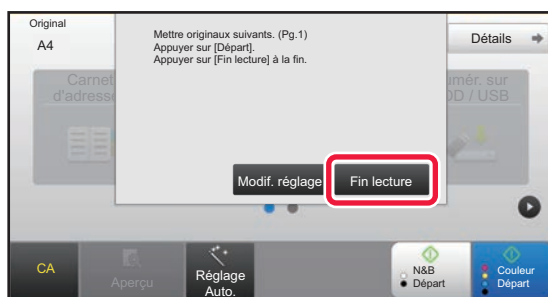 Original
A4
Mettre originaux suivants. (Pg.1)
Appuyer sur [Départ].
Appuyer sur [Fin lecture] à la fin.
Détails
Carnet
d'adresse
umér. sur
DD / USB
Modif. réglage
Fin lecture
CA
Aperçu
Réglage
Auto.
N&B
Départ
Couleur
Départ